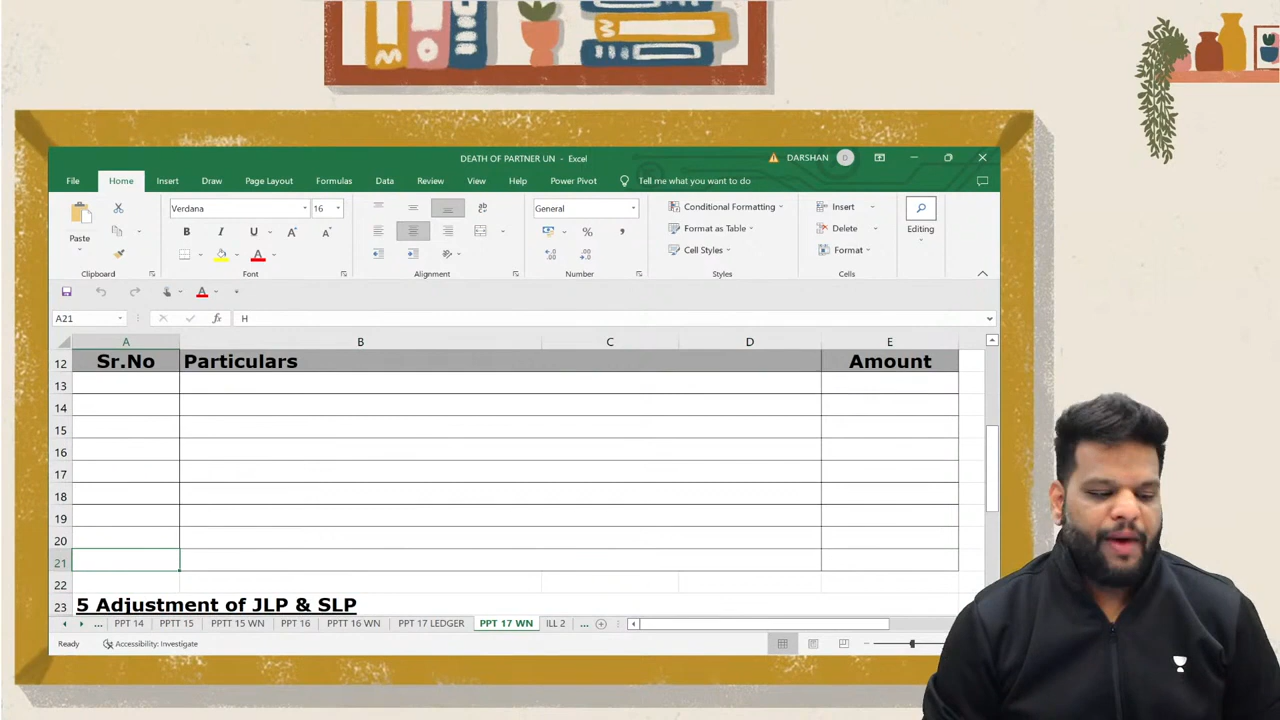 DEATH OF PARTNER UN - Excel
DARSHAN D
File Home Insert Draw Page Layout Formulas Data Review View Help Power Pivot Tell me what you want to do
Paste
Clipboard
Verdana 16
B I U A A
A
Font
Alignment
General
% ,
Number
Conditional Formatting
Format as Table
Cell Styles
Styles
Insert
Delete
Format
Cells
Editing
A
A21 fx H
A B C D E
12 Sr.No Particulars Amount
13
14
15
16
17
18
19
20
21
22
23 5 Adjustment of JLP & SLP
... PPT 14 PPTT 15 PPTT 15 WN PPT 16 PPTT 16 WN PPT 17 LEDGER PPT 17 WN ILL 2 ...
Ready Accessibility: Investigate